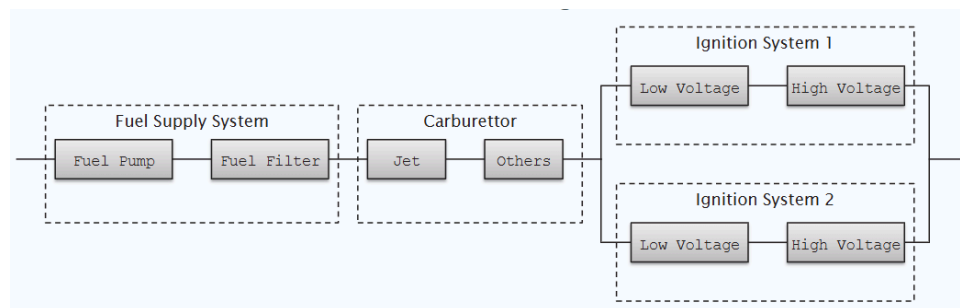 Ignition System 1
Low Voltage
High Voltage
Fuel Supply System
Carburettor
Fuel Pump
Fuel Filter
Jet
Others
Ignition System 2
Low Voltage
High Voltage